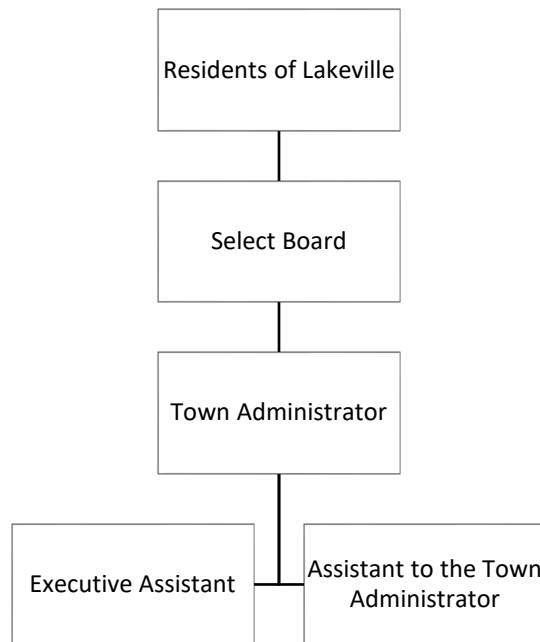 Residents of Lakeville
Select Board
Town Administrator
Executive Assistant
Assistant to the Town
Administrator